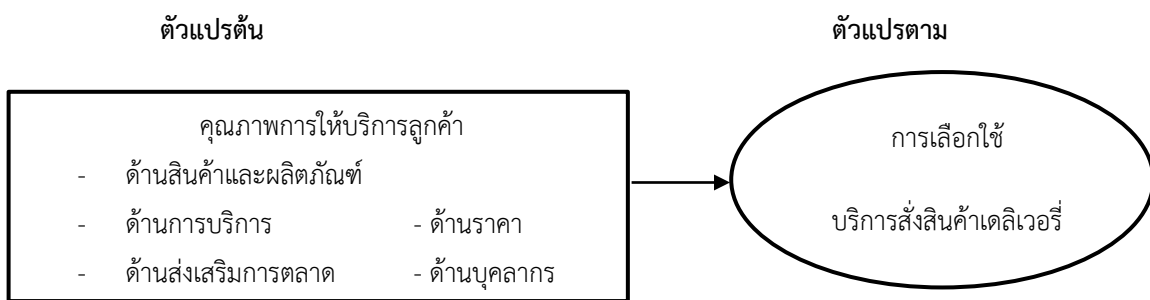 ตัวแปรต้น
ตัวแปรตาม
คุณภาพการให้บริการลูกค้า
- ด้านสินค้าและผลิตภัณฑ์
- ด้านการบริการ - ด้านราคา
- ด้านส่งเสริมการตลาด - ด้านบุคลากร
การเลือกใช้
บริการสั่งสินค้าเดลิเวอรี่